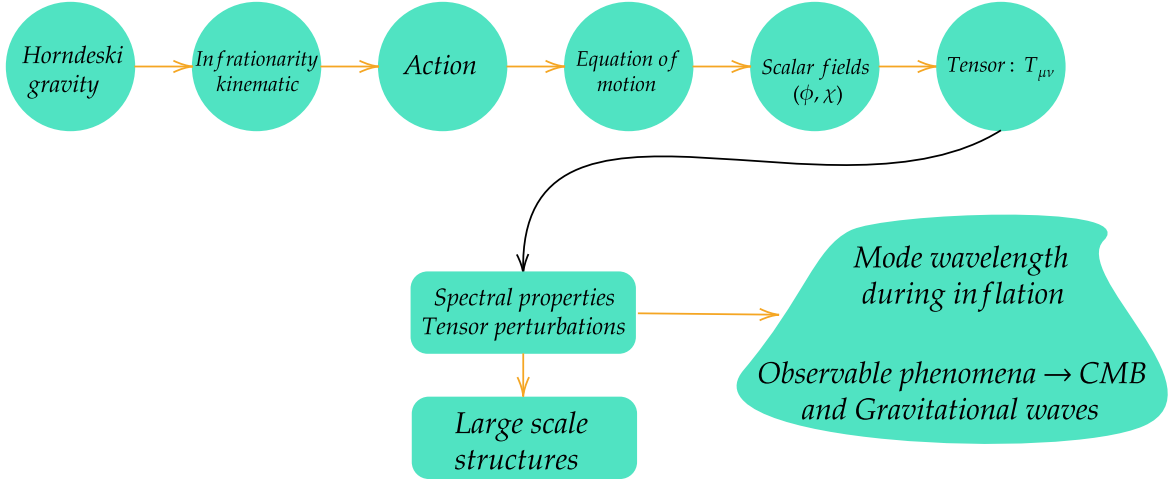 Horndeski
gravity
Infrationarity
kinematic
Action
Equation of
motion
Scalar fields
(ϕ, χ)
Tensor: T_μν
Spectral properties
Tensor perturbations
Mode wavelength
during inflation
Observable phenomena → CMB
and Gravitational waves
Large scale
structures